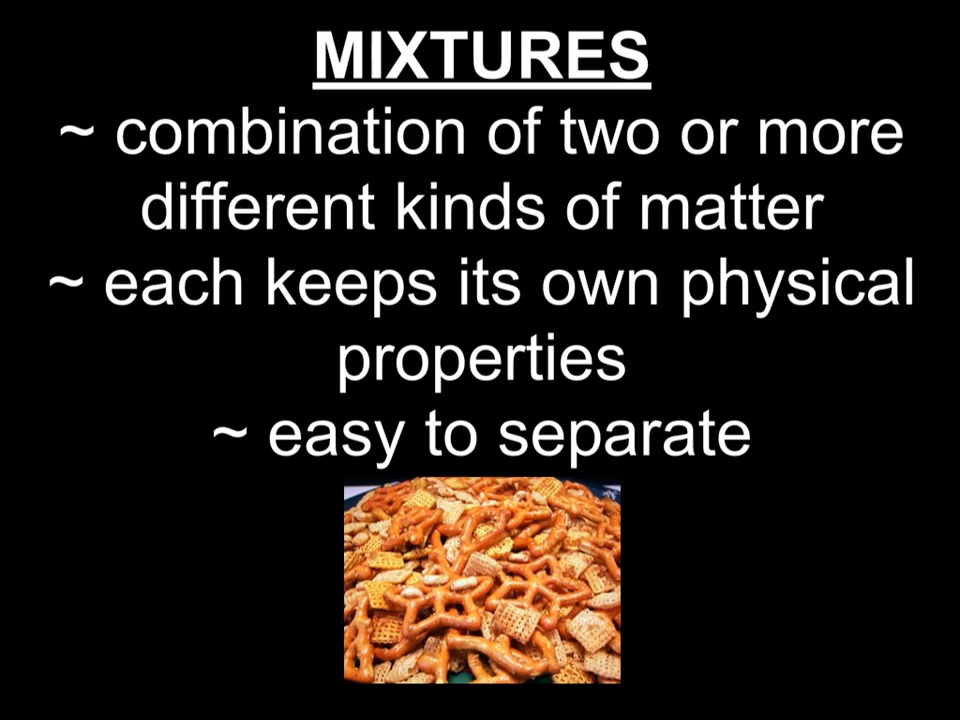 MIXTURES
~ combination of two or more
different kinds of matter
~ each keeps its own physical
properties
~ easy to separate